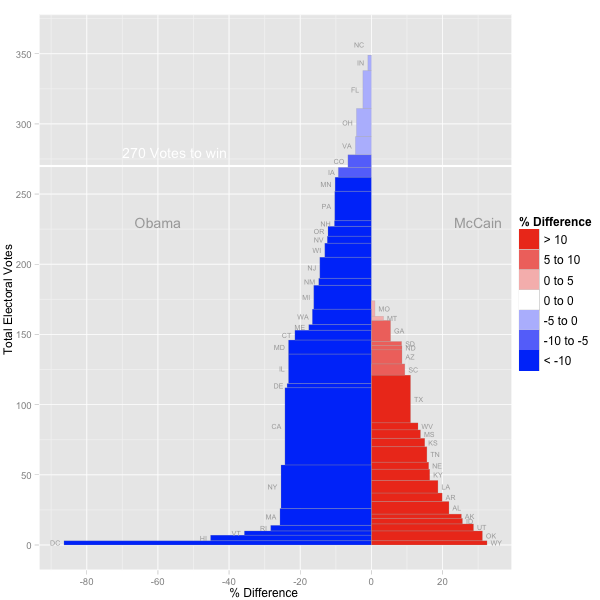 NC
350
IN
FL
300
OH
VA
270 Votes to win
CO
IA
MN
250
PA
Obama
McCain
NH
OR
NV
WI
NJ
200
NM
MI
MO
WA
MT
ME
GA
150
CT
MD
SD
ND
AZ
IL
SC
DE
TX
100
CA
WV
MS
KS
TN
NE
50
KY
NY
LA
AR
AL
MA
AK
RI
UT
VT
OK
HI
0
DC
WY
-80 -60 -40 -20 0 20
% Difference
Total Electoral Votes
% Difference
> 10
5 to 10
0 to 5
0 to 0
-5 to 0
-10 to -5
< -10